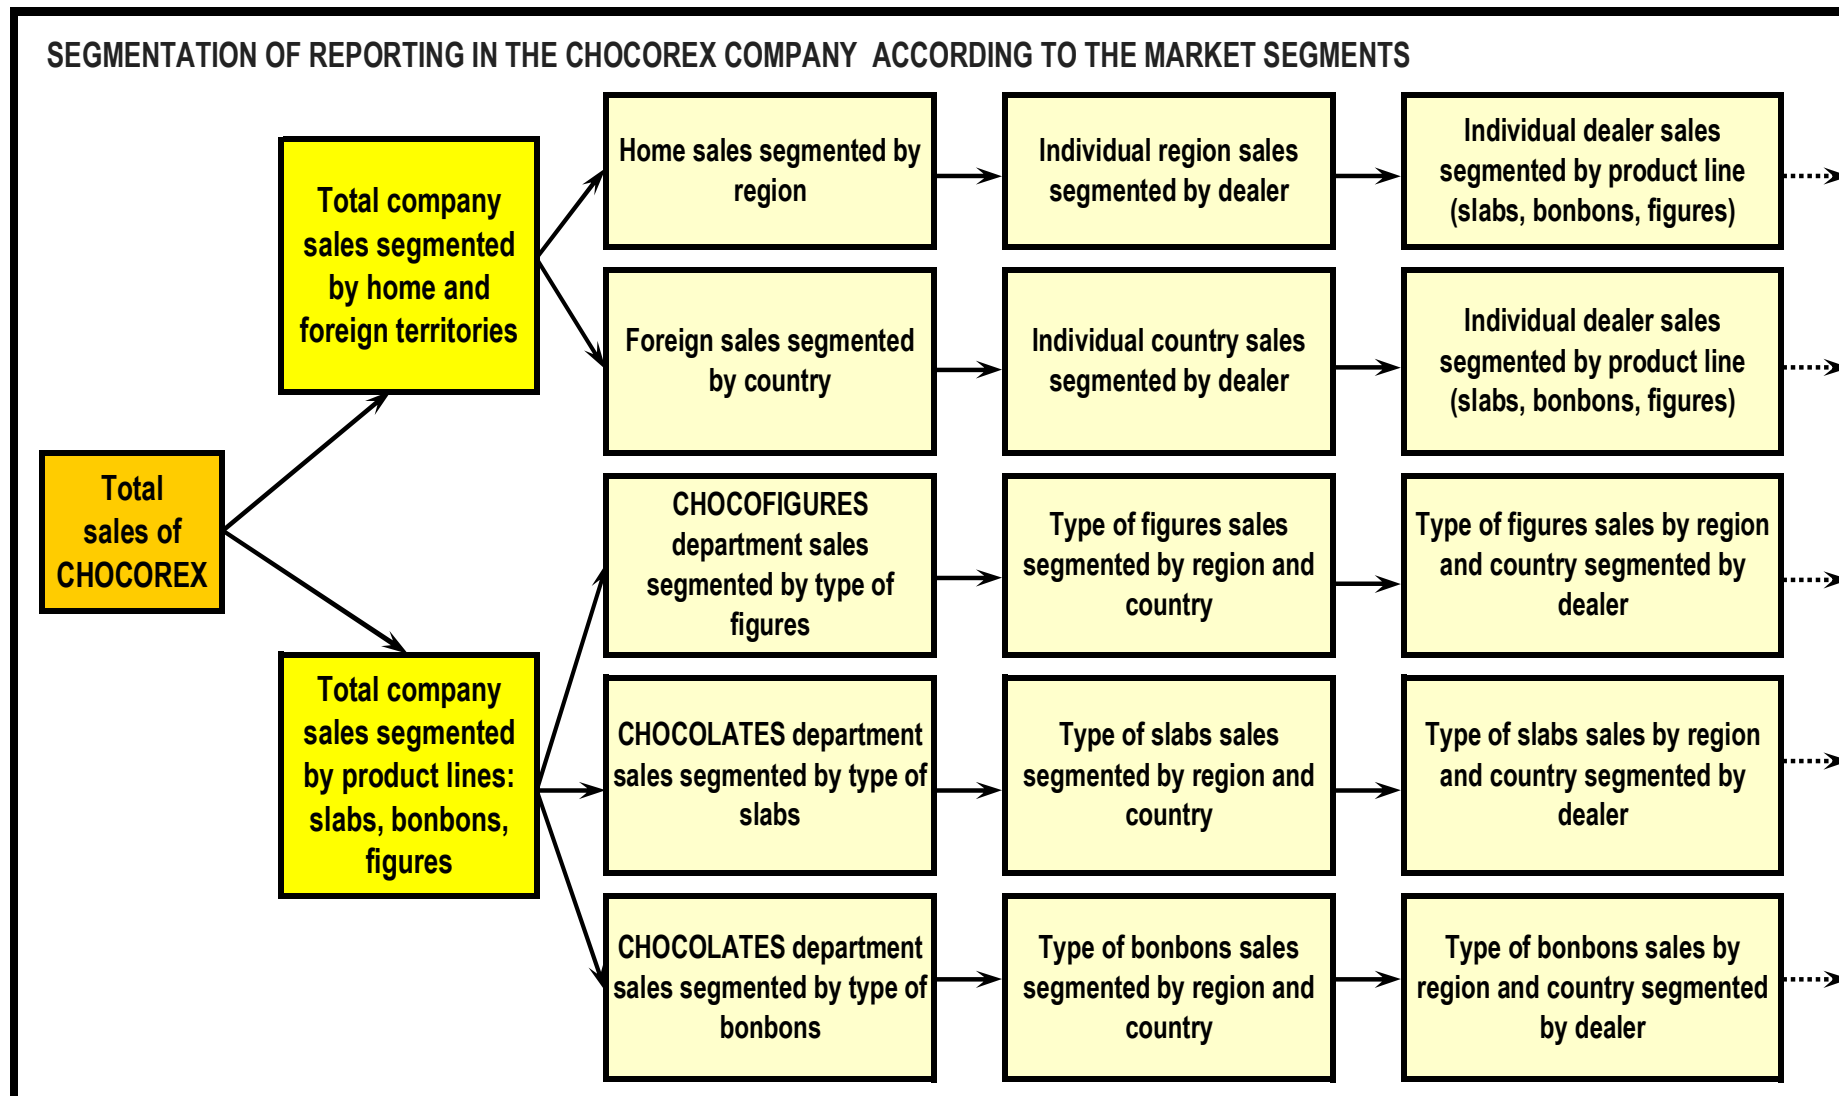 SEGMENTATION OF REPORTING IN THE CHOCOREX COMPANY ACCORDING TO THE MARKET SEGMENTS
Total
sales of
CHOCOREX
Total company
sales segmented
by home and
foreign territories
Total company
sales segmented
by product lines:
slabs, bonbons,
figures
Home sales segmented by
region
Individual region sales
segmented by dealer
Individual dealer sales
segmented by product line
(slabs, bonbons, figures)
Foreign sales segmented
by country
Individual country sales
segmented by dealer
Individual dealer sales
segmented by product line
(slabs, bonbons, figures)
CHOCOFIGURES
department sales
segmented by type of
figures
Type of figures sales
segmented by region and
country
Type of figures sales by region
and country segmented by
dealer
CHOCOLATES department
sales segmented by type of
slabs
Type of slabs sales
segmented by region and
country
Type of slabs sales by region
and country segmented by
dealer
CHOCOLATES department
sales segmented by type of
bonbons
Type of bonbons sales
segmented by region and
country
Type of bonbons sales by
region and country segmented
by dealer